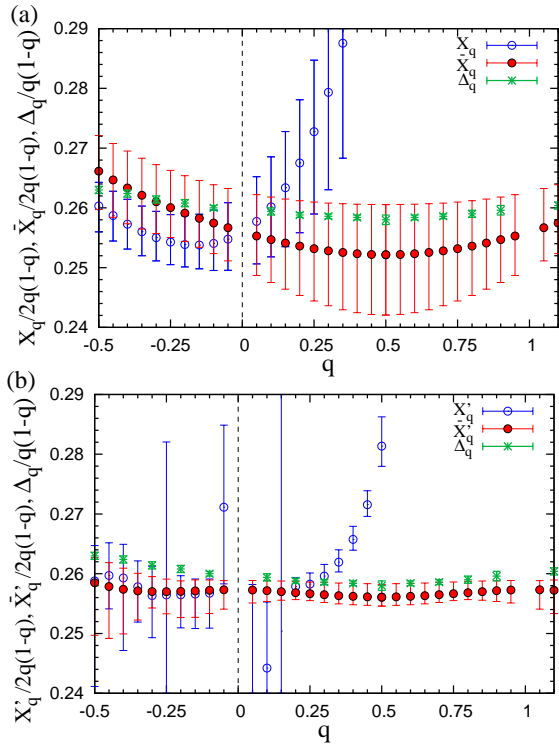 (a)
X_q/2q(1-q), X̄_q/2q(1-q), Δ_q/q(1-q)
0.29
0.28
0.27
0.26
0.25
0.24
X_q
X̄_q
Δ_q
-0.5 -0.25 0 0.25 0.5 0.75 1
q
(b)
X'_q/2q(1-q), X̄'_q/2q(1-q), Δ_q/q(1-q)
0.29
0.28
0.27
0.26
0.25
0.24
X'_q
X̄'_q
Δ_q
-0.5 -0.25 0 0.25 0.5 0.75 1
q